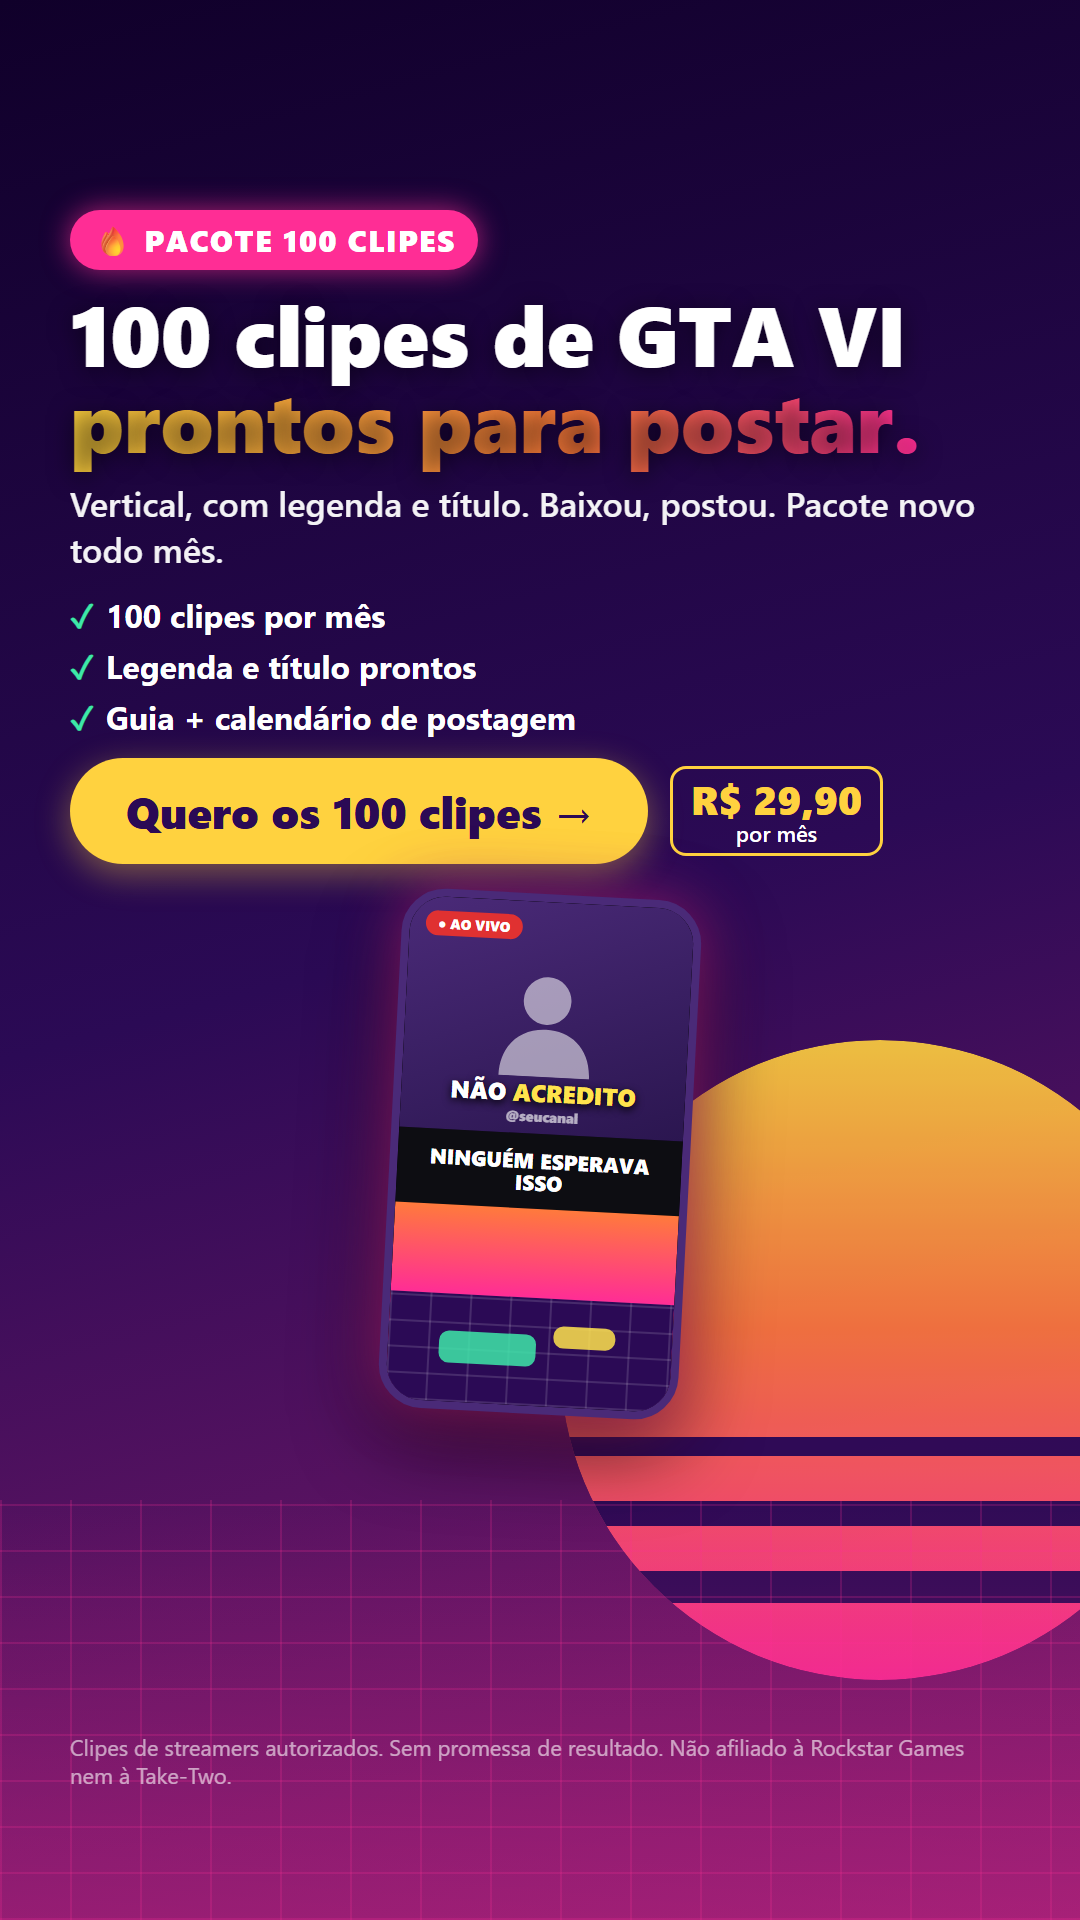 🔥 PACOTE 100 CLIPES
100 clipes de GTA VI
prontos para postar.
Vertical, com legenda e título. Baixou, postou. Pacote novo
todo mês.
✓ 100 clipes por mês
✓ Legenda e título prontos
✓ Guia + calendário de postagem
Quero os 100 clipes →
R$ 29,90
por mês
● AO VIVO
NÃO ACREDITO
@seucanal
NINGUÉM ESPERAVA
ISSO
Clipes de streamers autorizados. Sem promessa de resultado. Não afiliado à Rockstar Games
nem à Take-Two.